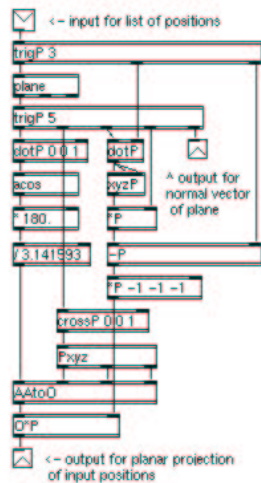 <- input for list of positions
trigP 3
plane
trigP 5
dotP 0 0 1
dotP
acos
xyzP
^ output for
normal vector
of plane
* 180.
*P
/ 3.141593
-P
*P -1 -1 -1
crossP 0 0 1
Pxyz
AAtoO
O*P
<- output for planar projection
of input positions